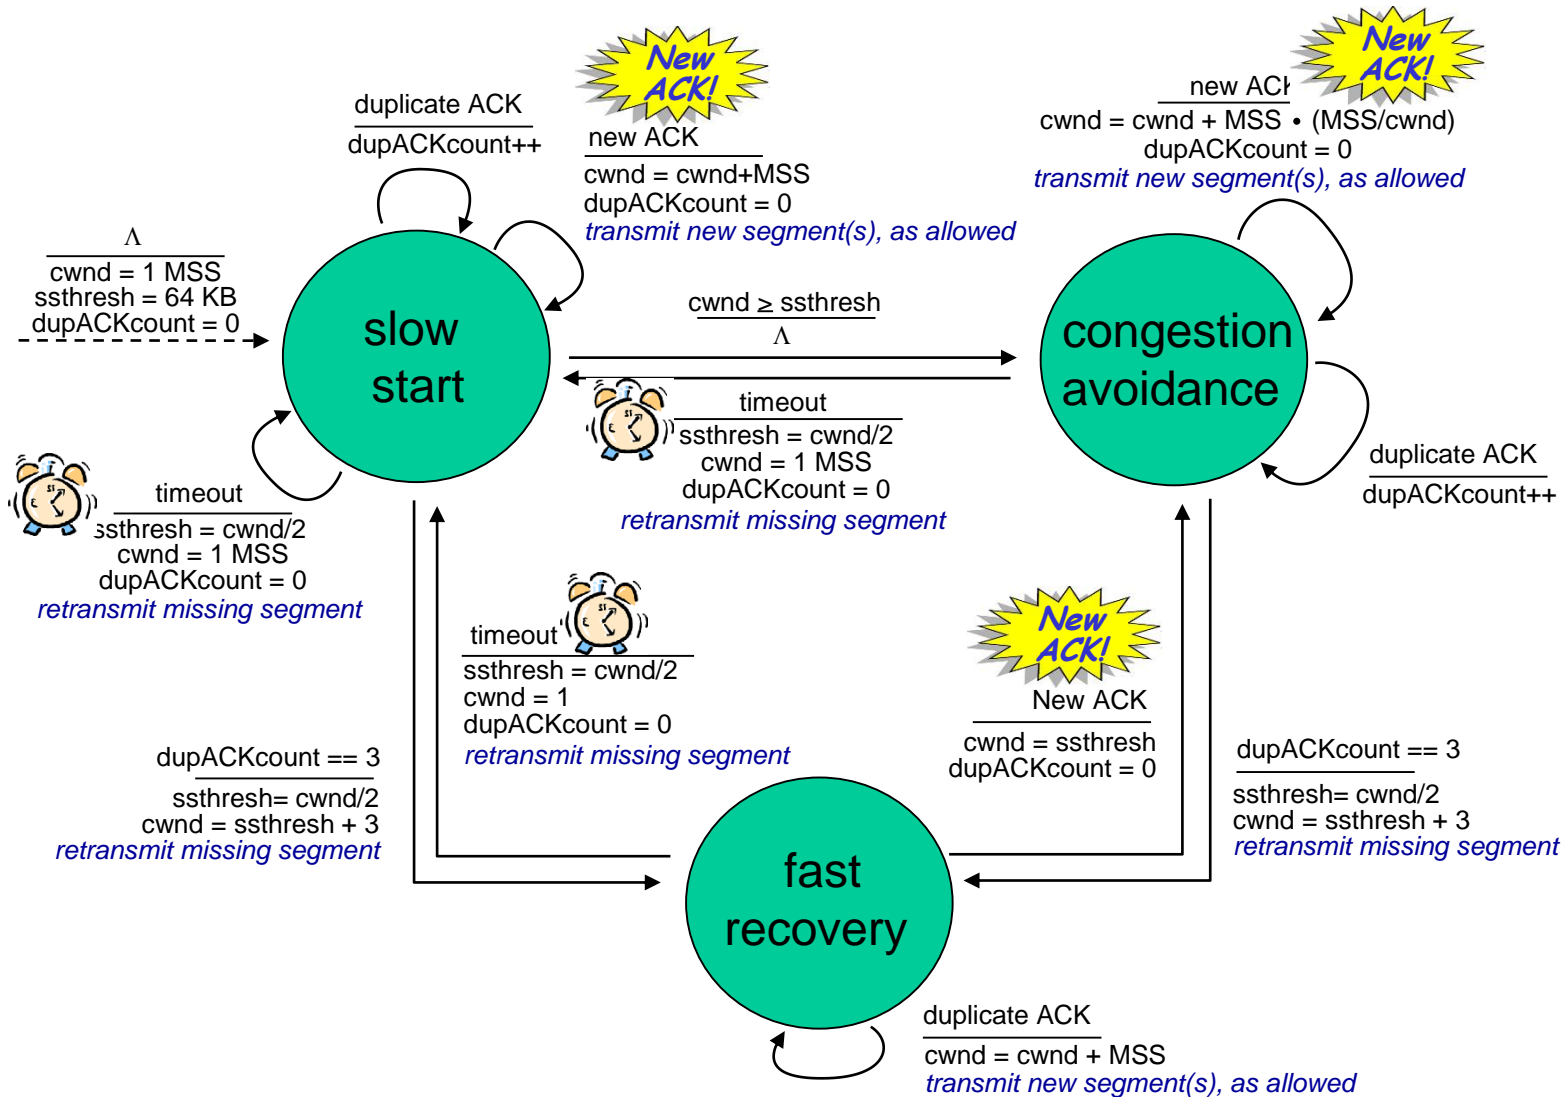 New
ACK!
New
ACK!
duplicate ACK
dupACKcount++
new ACK
cwnd = cwnd+MSS
dupACKcount = 0
transmit new segment(s), as allowed
new ACK
cwnd = cwnd + MSS • (MSS/cwnd)
dupACKcount = 0
transmit new segment(s), as allowed
Λ
cwnd = 1 MSS
ssthresh = 64 KB
dupACKcount = 0
slow
start
cwnd ≥ ssthresh
Λ
congestion
avoidance
timeout
ssthresh = cwnd/2
cwnd = 1 MSS
dupACKcount = 0
retransmit missing segment
duplicate ACK
dupACKcount++
timeout
ssthresh = cwnd/2
cwnd = 1 MSS
dupACKcount = 0
retransmit missing segment
timeout
ssthresh = cwnd/2
cwnd = 1
dupACKcount = 0
retransmit missing segment
New
ACK!
New ACK
cwnd = ssthresh
dupACKcount = 0
dupACKcount == 3
ssthresh= cwnd/2
cwnd = ssthresh + 3
retransmit missing segment
dupACKcount == 3
ssthresh= cwnd/2
cwnd = ssthresh + 3
retransmit missing segment
fast
recovery
duplicate ACK
cwnd = cwnd + MSS
transmit new segment(s), as allowed